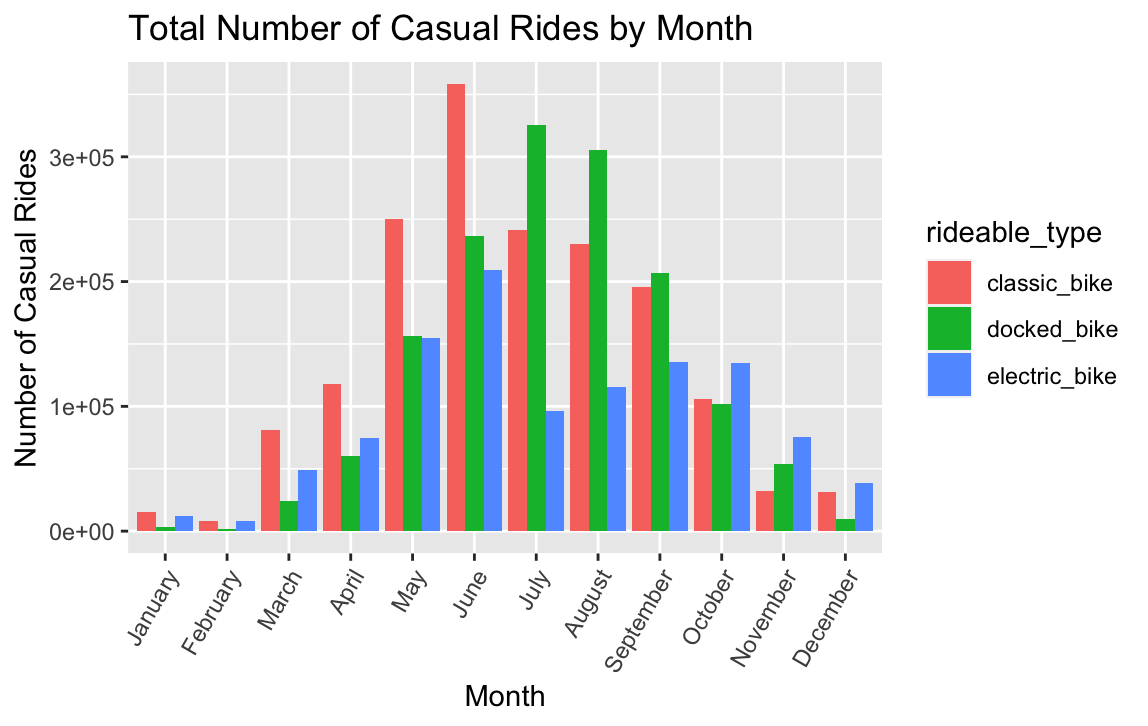 Total Number of Casual Rides by Month
Number of Casual Rides
3e+05
2e+05
1e+05
0e+00
January
February
March
April
May
June
July
August
September
October
November
December
Month
rideable_type
classic_bike
docked_bike
electric_bike